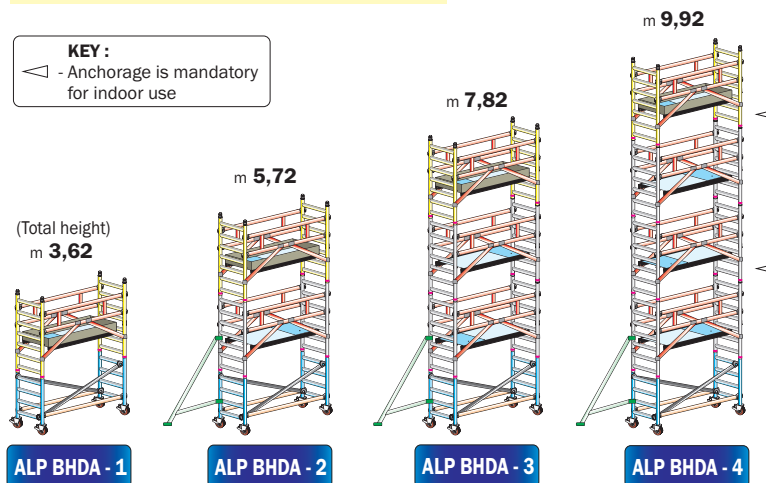 KEY :
- Anchorage is mandatory
for indoor use
(Total height)
m 3,62
m 5,72
m 7,82
m 9,92
ALP BHDA - 1
ALP BHDA - 2
ALP BHDA - 3
ALP BHDA - 4